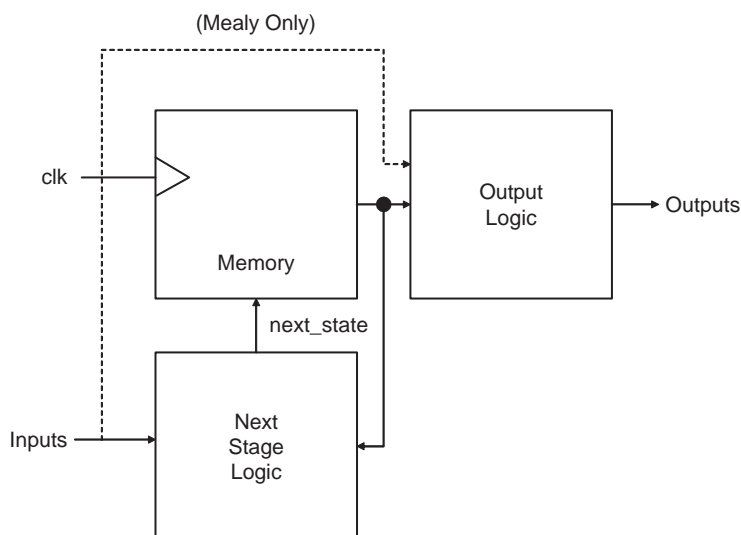 (Mealy Only)
clk
Memory
Output
Logic
Outputs
next_state
Inputs
Next
Stage
Logic